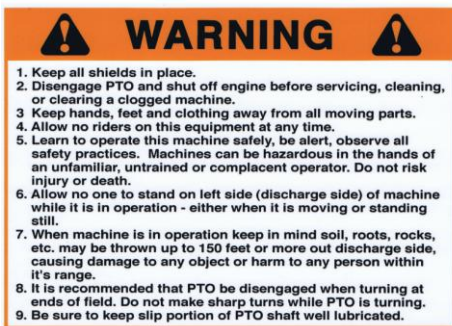 WARNING
1. Keep all shields in place.
2. Disengage PTO and shut off engine before servicing, cleaning,
or clearing a clogged machine.
3 Keep hands, feet and clothing away from all moving parts.
4. Allow no riders on this equipment at any time.
5. Learn to operate this machine safely, be alert, observe all
safety practices. Machines can be hazardous in the hands of
an unfamiliar, untrained or complacent operator. Do not risk
injury or death.
6. Allow no one to stand on left side (discharge side) of machine
while it is in operation - either when it is moving or standing
still.
7. When machine is in operation keep in mind soil, roots, rocks,
etc. may be thrown up to 150 feet or more out discharge side,
causing damage to any object or harm to any person within
it's range.
8. It is recommended that PTO be disengaged when turning at
ends of field. Do not make sharp turns while PTO is turning.
9. Be sure to keep slip portion of PTO shaft well lubricated.